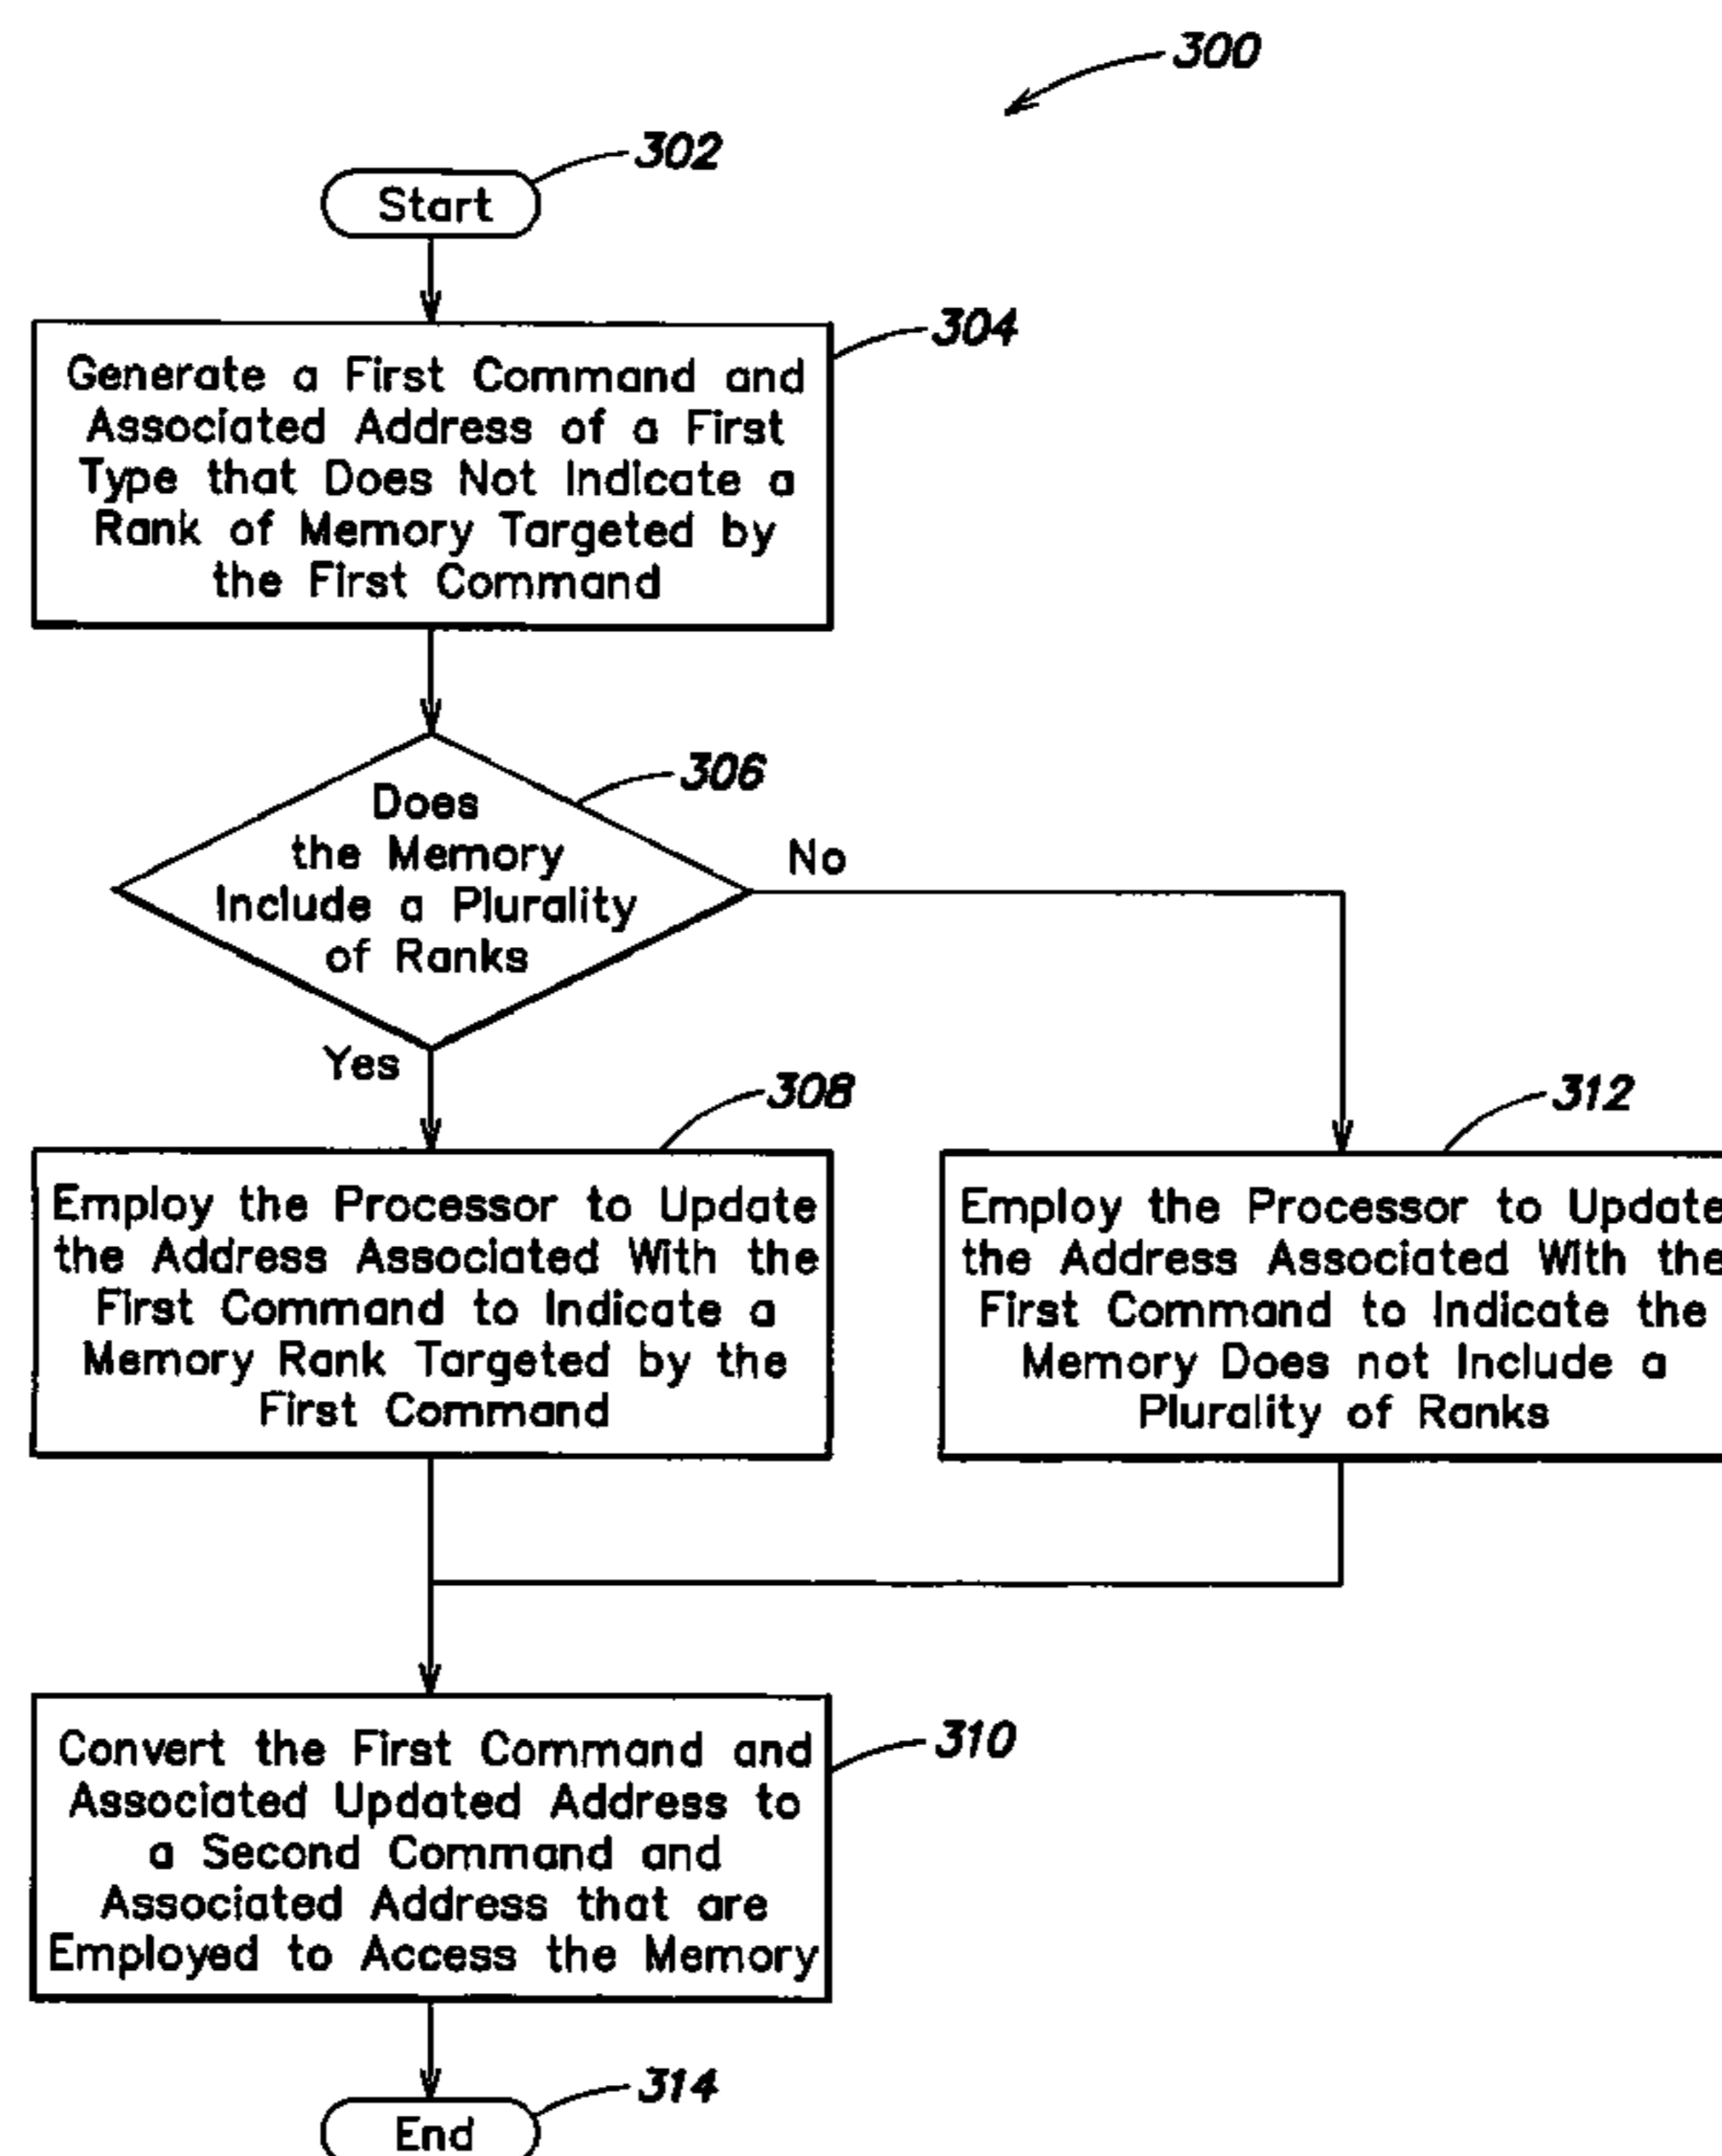 300
302
Start
304
Generate a First Command and
Associated Address of a First
Type that Does Not Indicate a
Rank of Memory Targeted by
the First Command
306
Does
the Memory
Include a Plurality
of Ranks
No
Yes
308
Employ the Processor to Update
the Address Associated With the
First Command to Indicate a
Memory Rank Targeted by the
First Command
312
Employ the Processor to Update
the Address Associated With the
First Command to Indicate the
Memory Does not Include a
Plurality of Ranks
310
Convert the First Command and
Associated Updated Address to
a Second Command and
Associated Address that are
Employed to Access the Memory
314
End